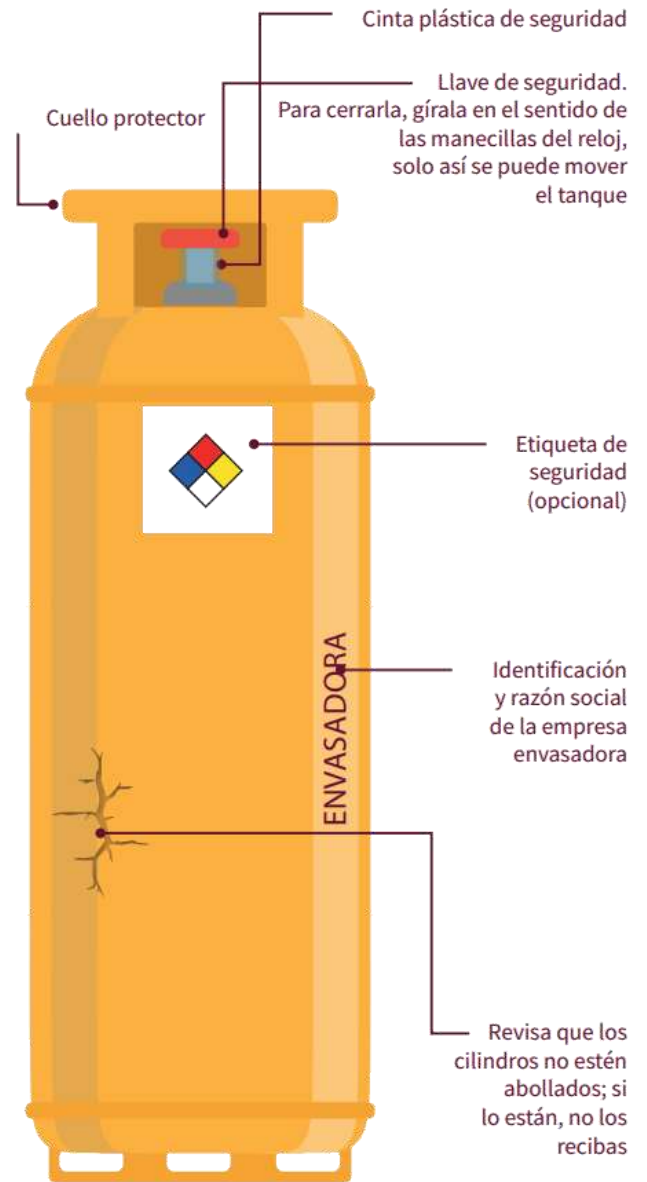 Cinta plástica de seguridad
Llave de seguridad.
Para cerrarla, gírala en el sentido de
las manecillas del reloj,
solo así se puede mover
el tanque
Cuello protector
Etiqueta de
seguridad
(opcional)
Identificación
y razón social
de la empresa
envasadora
ENVASADORA
Revisa que los
cilindros no estén
abollados; si
lo están, no los
recibas